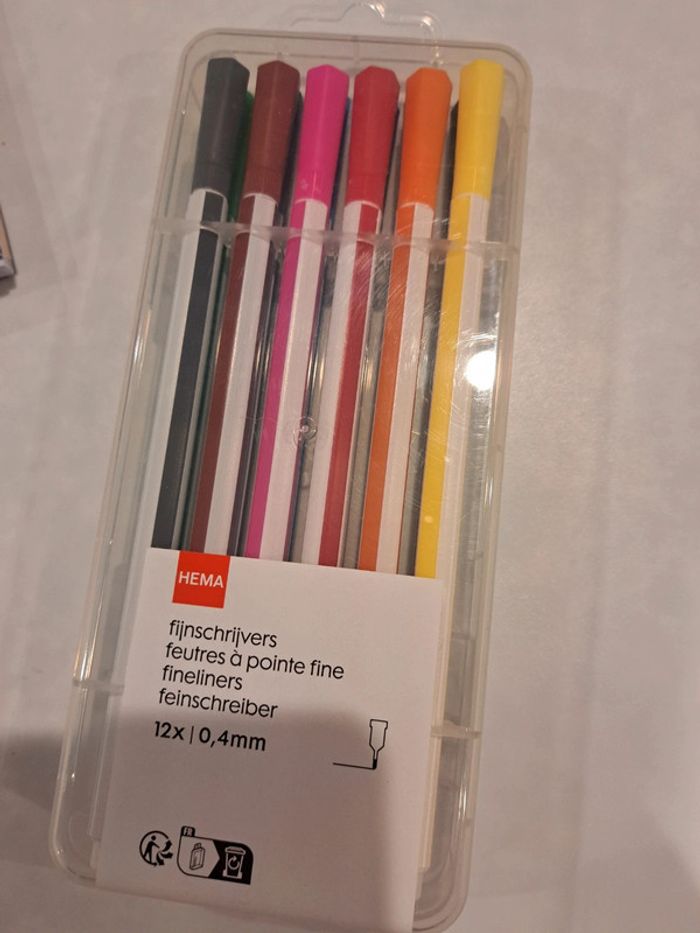 HEMA
fijnschrijvers
feutres à pointe fine
fineliners
feinschreiber
12x | 0,4mm
FR